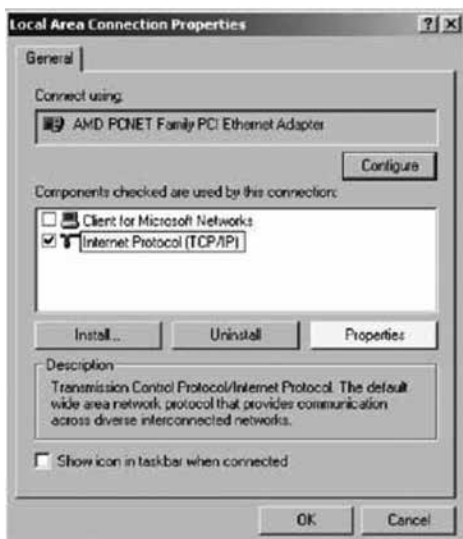 Local Area Connection Properties
General
Connect using:
AMD PCNET Family PCI Ethernet Adapter
Configure
Components checked are used by this connection:
Client for Microsoft Networks
Internet Protocol (TCP/IP)
Install...
Uninstall
Properties
Description
Transmission Control Protocol/Internet Protocol. The default
wide area network protocol that provides communication
across diverse interconnected networks.
Show icon in taskbar when connected
OK
Cancel